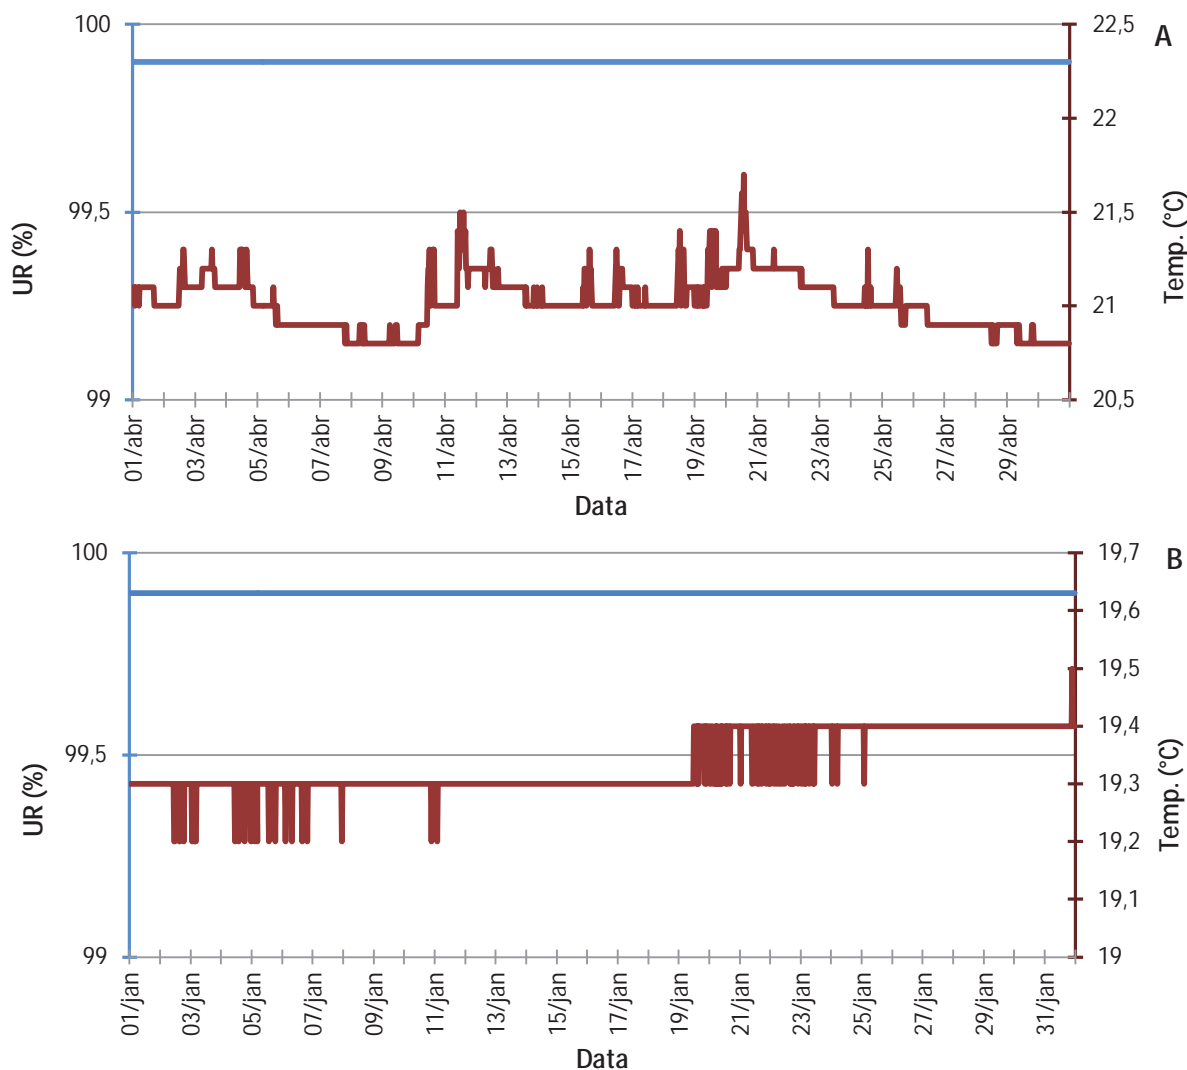 A
100
99,5
99
UR (%)
22,5
22
21,5
21
20,5
Temp. (°C)
01/abr
03/abr
05/abr
07/abr
09/abr
11/abr
13/abr
15/abr
17/abr
19/abr
21/abr
23/abr
25/abr
27/abr
29/abr
Data
B
100
99,5
99
UR (%)
19,7
19,6
19,5
19,4
19,3
19,2
19,1
19
Temp. (°C)
01/jan
03/jan
05/jan
07/jan
09/jan
11/jan
13/jan
15/jan
17/jan
19/jan
21/jan
23/jan
25/jan
27/jan
29/jan
31/jan
Data